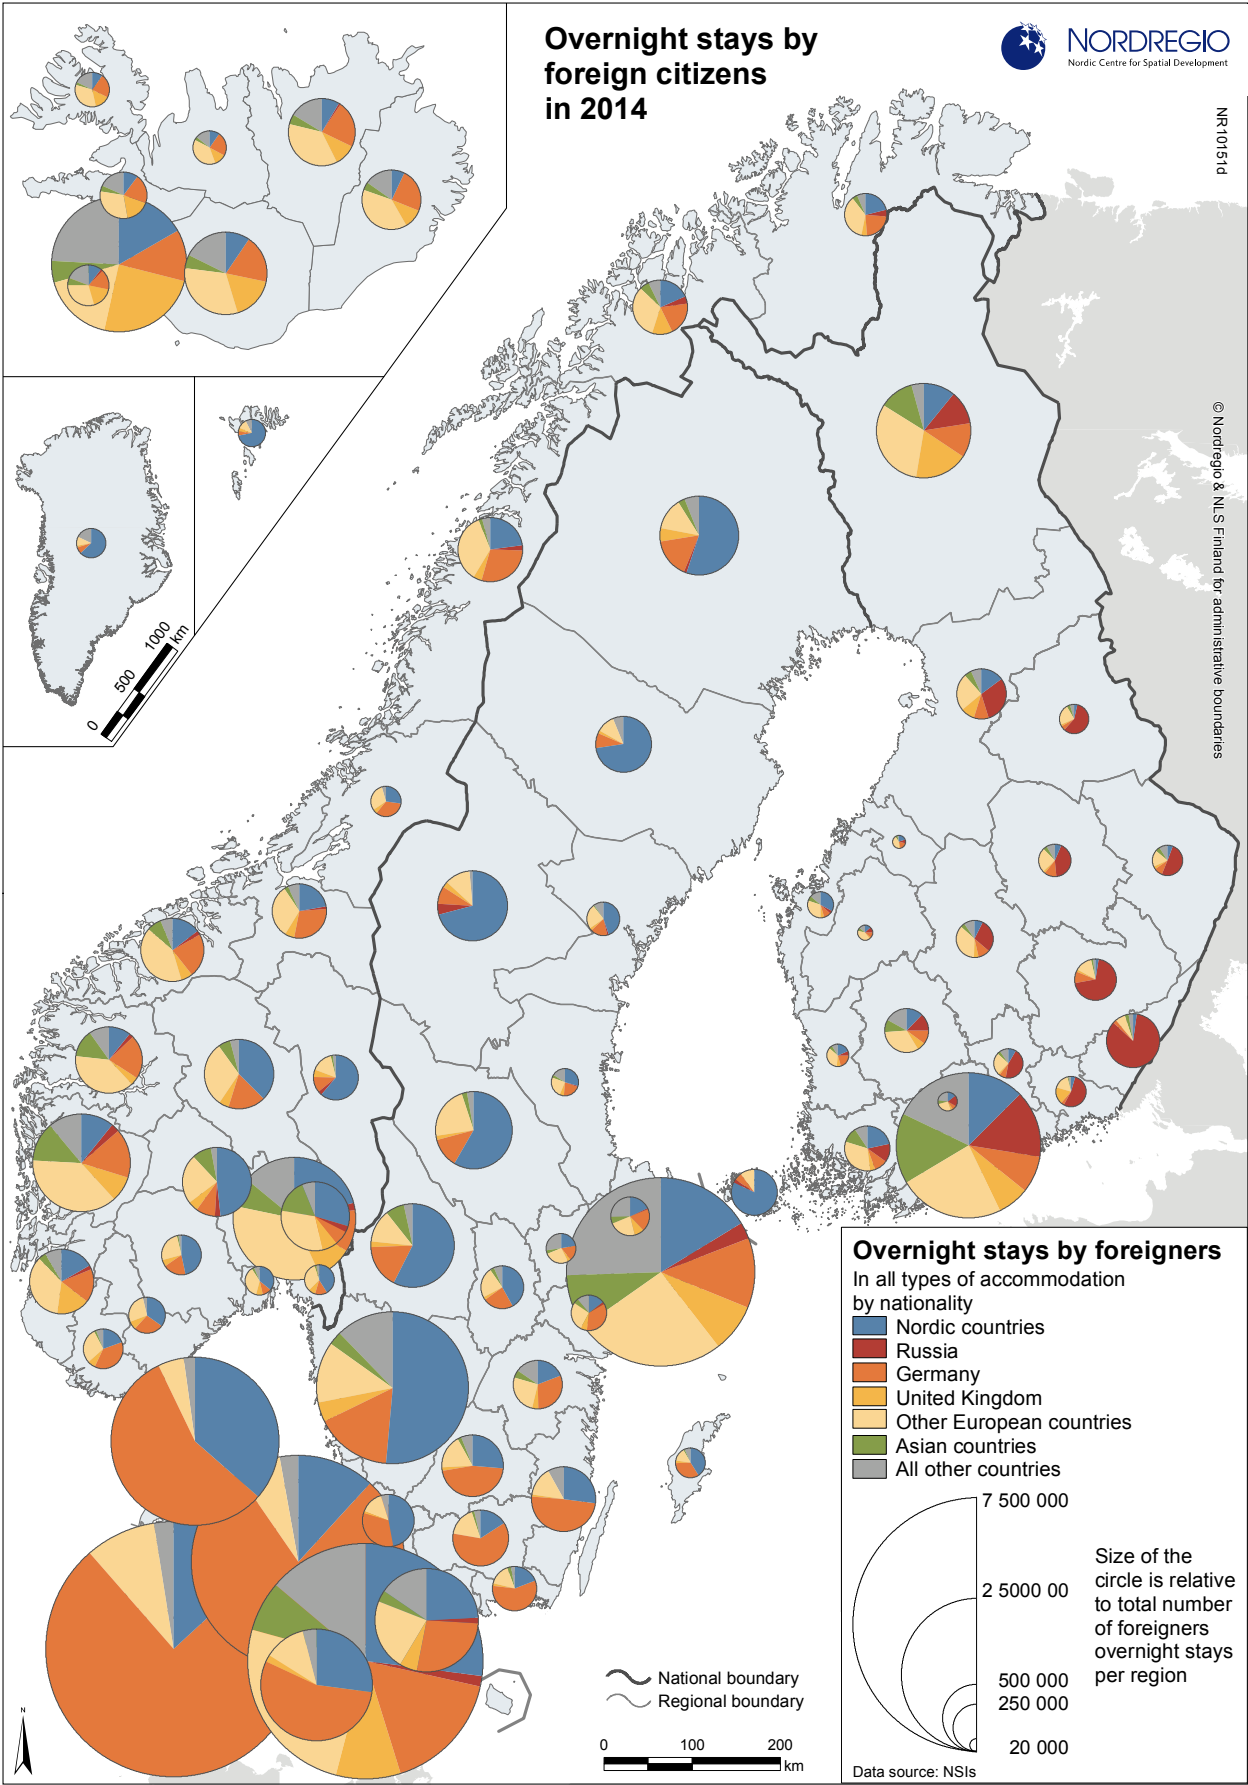 Overnight stays by
foreign citizens
in 2014
NORDREGIO
Nordic Centre for Spatial Development
NR10151d
© Nordregio & NLS Finland for administrative boundaries
0
500
1000
km
Overnight stays by foreigners
In all types of accommodation
by nationality
Nordic countries
Russia
Germany
United Kingdom
Other European countries
Asian countries
All other countries
7 500 000
2 5000 00
500 000
250 000
20 000
Size of the
circle is relative
to total number
of foreigners
overnight stays
per region
Data source: NSIs
National boundary
Regional boundary
0 100 200
km
N